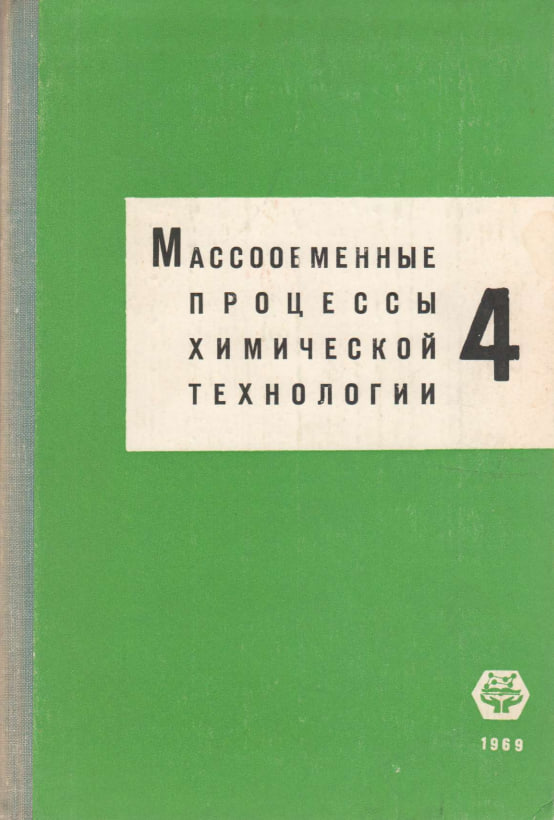 Массообменные
процессы
химической
технологии
4
1969